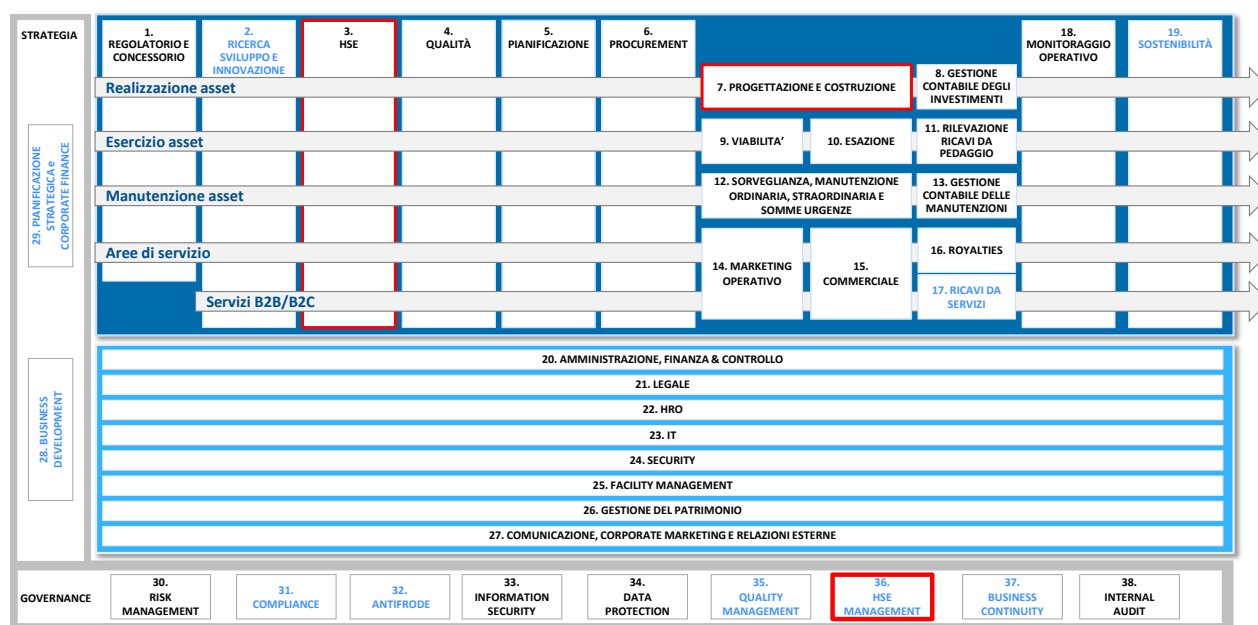 STRATEGIA
1.
REGOLATORIO E
CONCESSORIO
2.
RICERCA
SVILUPPO E
INNOVAZIONE
3.
HSE
4.
QUALITÀ
5.
PIANIFICAZIONE
6.
PROCUREMENT
18.
MONITORAGGIO
OPERATIVO
19.
SOSTENIBILITÀ
Realizzazione asset
7. PROGETTAZIONE E COSTRUZIONE
8. GESTIONE
CONTABILE DEGLI
INVESTIMENTI
Esercizio asset
9. VIABILITA'
10. ESAZIONE
11. RILEVAZIONE
RICAVI DA
PEDAGGIO
Manutenzione asset
12. SORVEGLIANZA, MANUTENZIONE
ORDINARIA, STRAORDINARIA E
SOMME URGENZE
13. GESTIONE
CONTABILE DELLE
MANUTENZIONI
Aree di servizio
14. MARKETING
OPERATIVO
15.
COMMERCIALE
16. ROYALTIES
Servizi B2B/B2C
17. RICAVI DA
SERVIZI
29. PIANIFICAZIONE
STRATEGICA e
CORPORATE FINANCE
28. BUSINESS
DEVELOPMENT
20. AMMINISTRAZIONE, FINANZA & CONTROLLO
21. LEGALE
22. HRO
23. IT
24. SECURITY
25. FACILITY MANAGEMENT
26. GESTIONE DEL PATRIMONIO
27. COMUNICAZIONE, CORPORATE MARKETING E RELAZIONI ESTERNE
GOVERNANCE
30.
RISK
MANAGEMENT
31.
COMPLIANCE
32.
ANTIFRODE
33.
INFORMATION
SECURITY
34.
DATA
PROTECTION
35.
QUALITY
MANAGEMENT
36.
HSE
MANAGEMENT
37.
BUSINESS
CONTINUITY
38.
INTERNAL
AUDIT